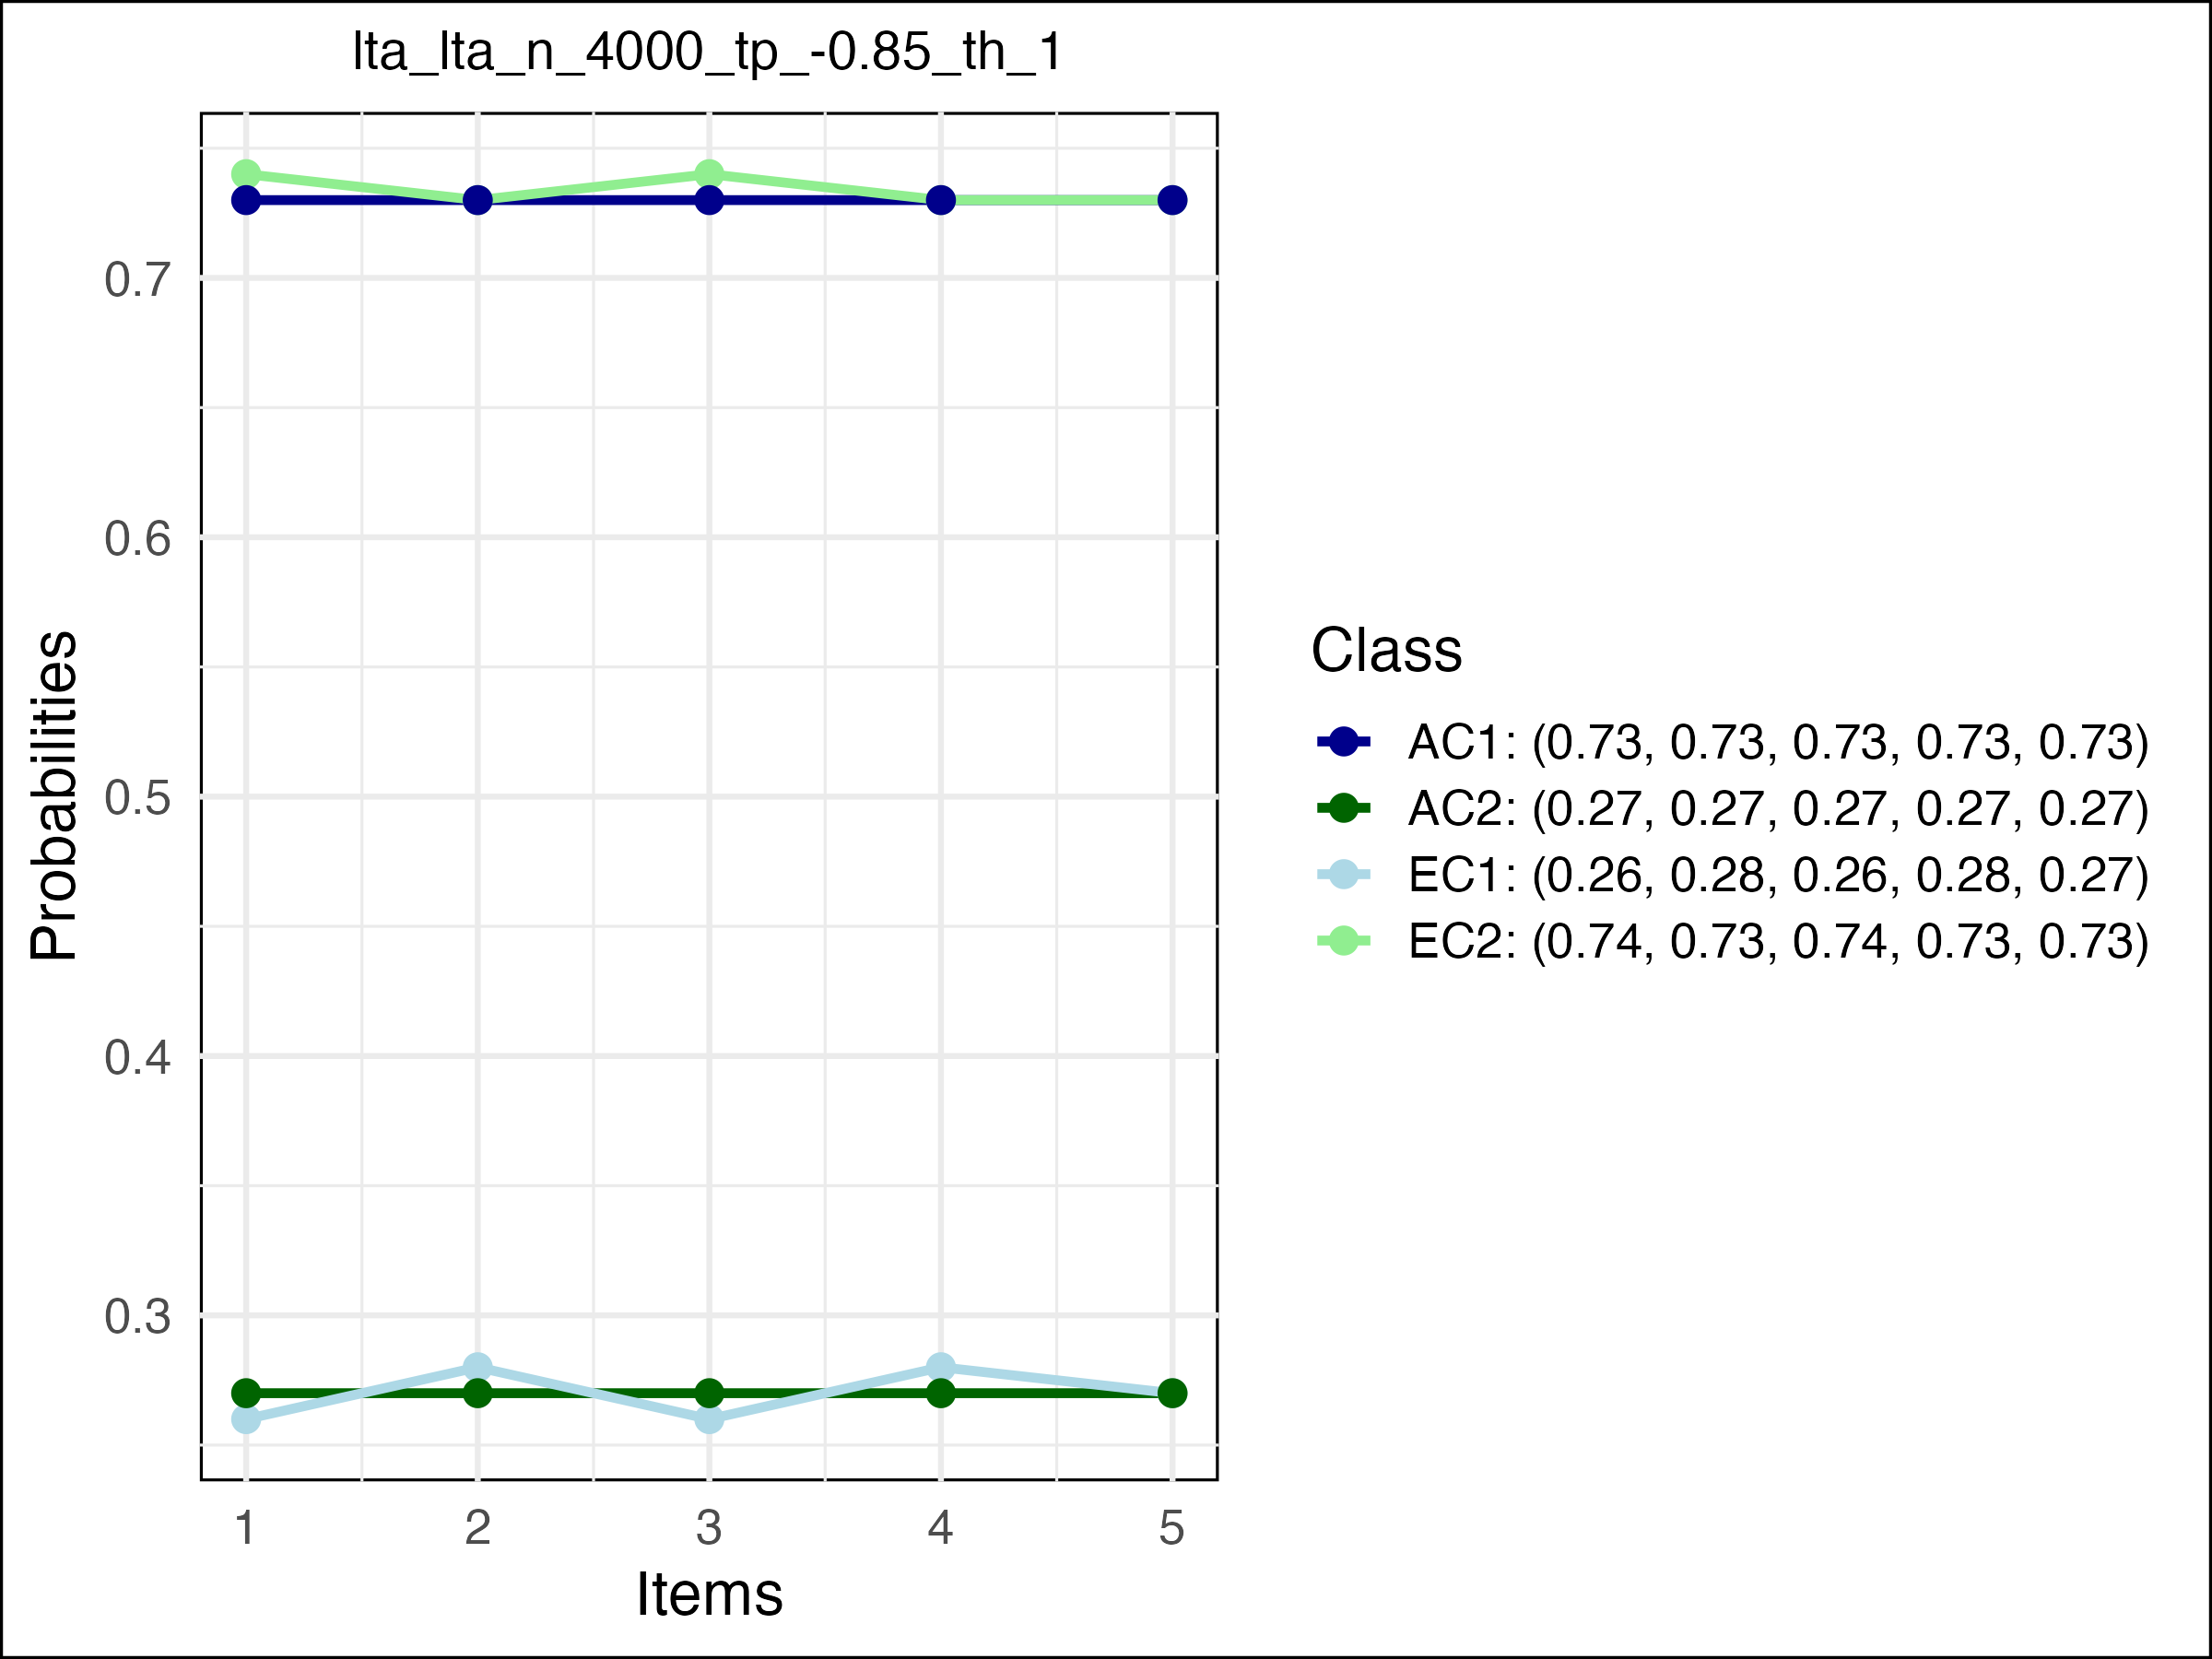 lta_lta_n_4000_tp_-0.85_th_1
Probabilities
0.7
0.6
0.5
0.4
0.3
1 2 3 4 5
Items
Class
AC1: (0.73, 0.73, 0.73, 0.73, 0.73)
AC2: (0.27, 0.27, 0.27, 0.27, 0.27)
EC1: (0.26, 0.28, 0.26, 0.28, 0.27)
EC2: (0.74, 0.73, 0.74, 0.73, 0.73)